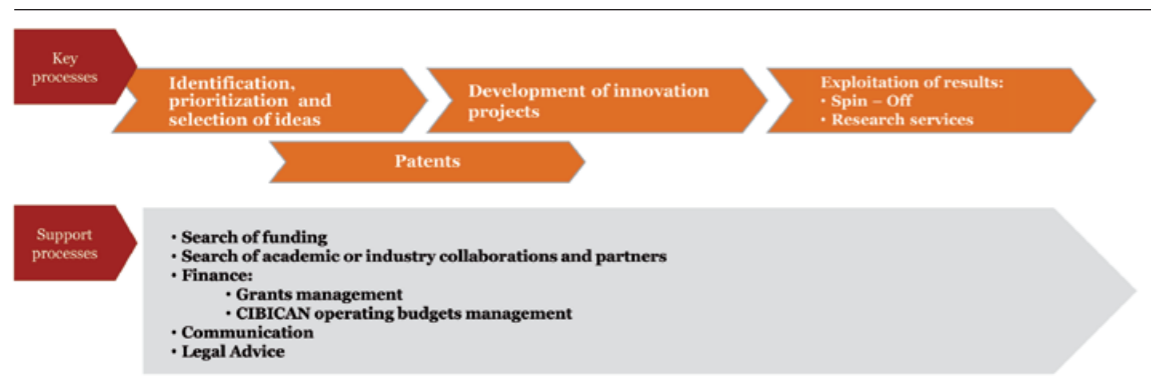 Key
processes
Identification,
prioritization and
selection of ideas
Development of innovation
projects
Exploitation of results:
• Spin – Off
• Research services
Patents
Support
processes
• Search of funding
• Search of academic or industry collaborations and partners
• Finance:
• Grants management
• CIBICAN operating budgets management
• Communication
• Legal Advice